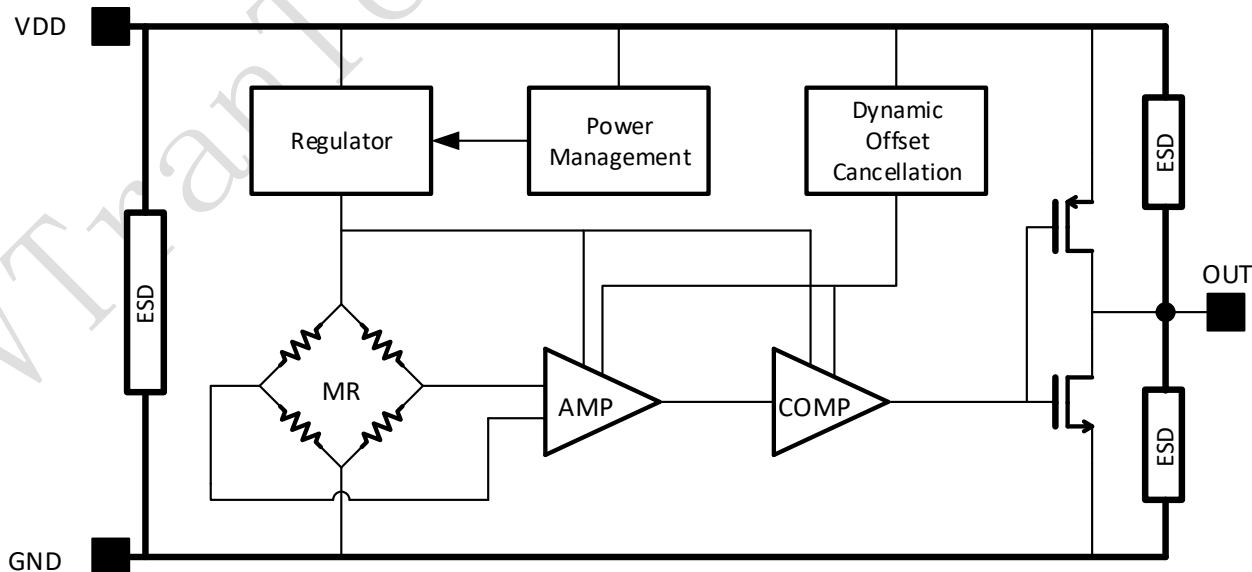 VDD
Regulator
Power
Management
Dynamic
Offset
Cancellation
ESD
ESD
OUT
MR
AMP
COMP
ESD
GND